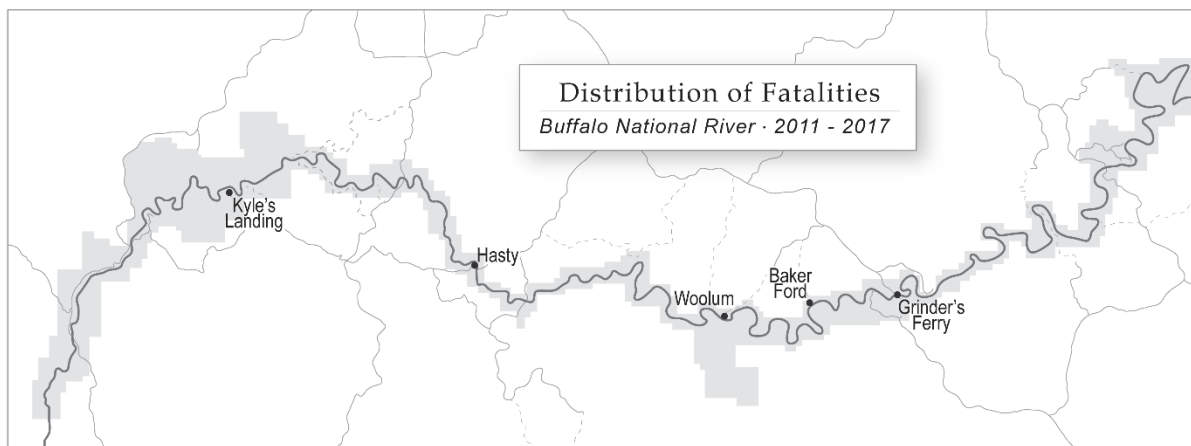 Distribution of Fatalities
Buffalo National River · 2011 - 2017
Kyle's
Landing
Hasty
Woolum
Baker
Ford
Grinder's
Ferry